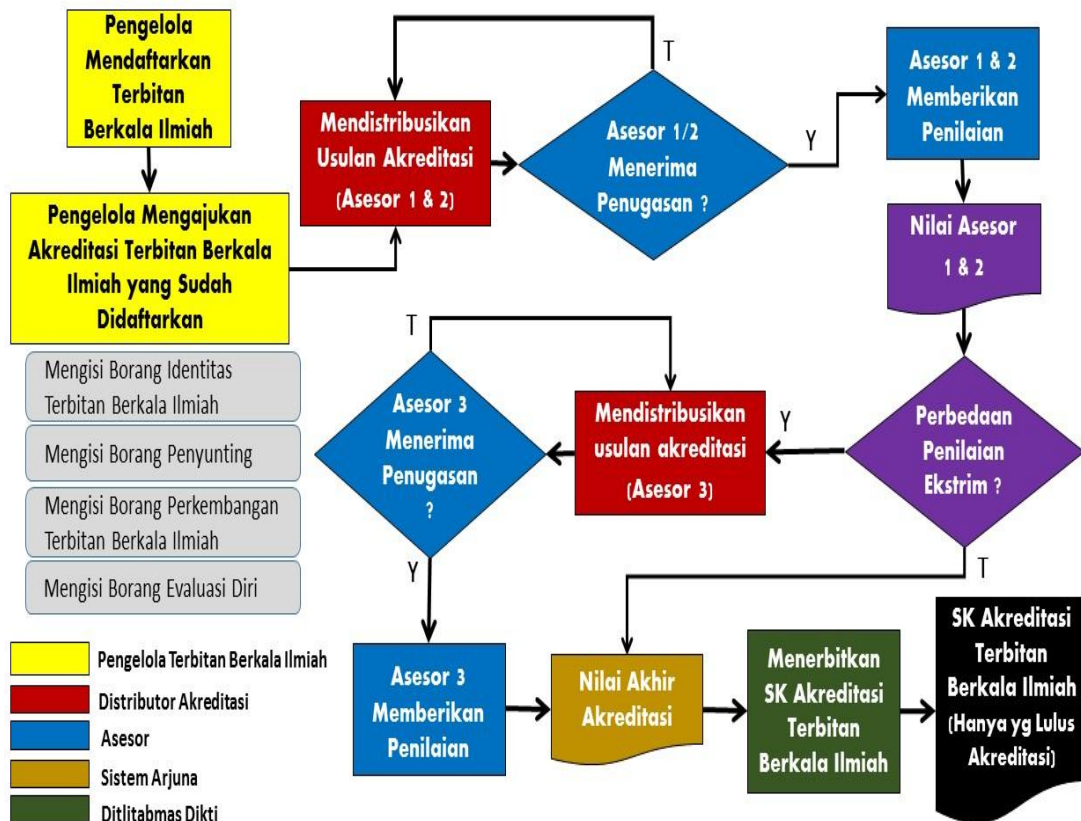 Pengelola
Mendaftarkan
Terbitan
Berkala Ilmiah
Pengelola Mengajukan
Akreditasi Terbitan Berkala
Ilmiah yang Sudah
Didaftarkan
Mengisi Borang Identitas
Terbitan Berkala Ilmiah
Mengisi Borang Penyunting
Mengisi Borang Perkembangan
Terbitan Berkala Ilmiah
Mengisi Borang Evaluasi Diri
Mendistribusikan
Usulan Akreditasi
(Asesor 1 & 2)
T
Asesor 1/2
Menerima
Penugasan ?
Y
Asesor 1 & 2
Memberikan
Penilaian
Nilai Asesor
1 & 2
Perbedaan
Penilaian
Ekstrim ?
Y
Mendistribusikan
usulan akreditasi
(Asesor 3)
T
Asesor 3
Menerima
Penugasan
?
Y
T
Asesor 3
Memberikan
Penilaian
Nilai Akhir
Akreditasi
Menerbitkan
SK Akreditasi
Terbitan
Berkala Ilmiah
SK Akreditasi
Terbitan
Berkala Ilmiah
(Hanya yg Lulus
Akreditasi)
Pengelola Terbitan Berkala Ilmiah
Distributor Akreditasi
Asesor
Sistem Arjuna
Ditlitabmas Dikti